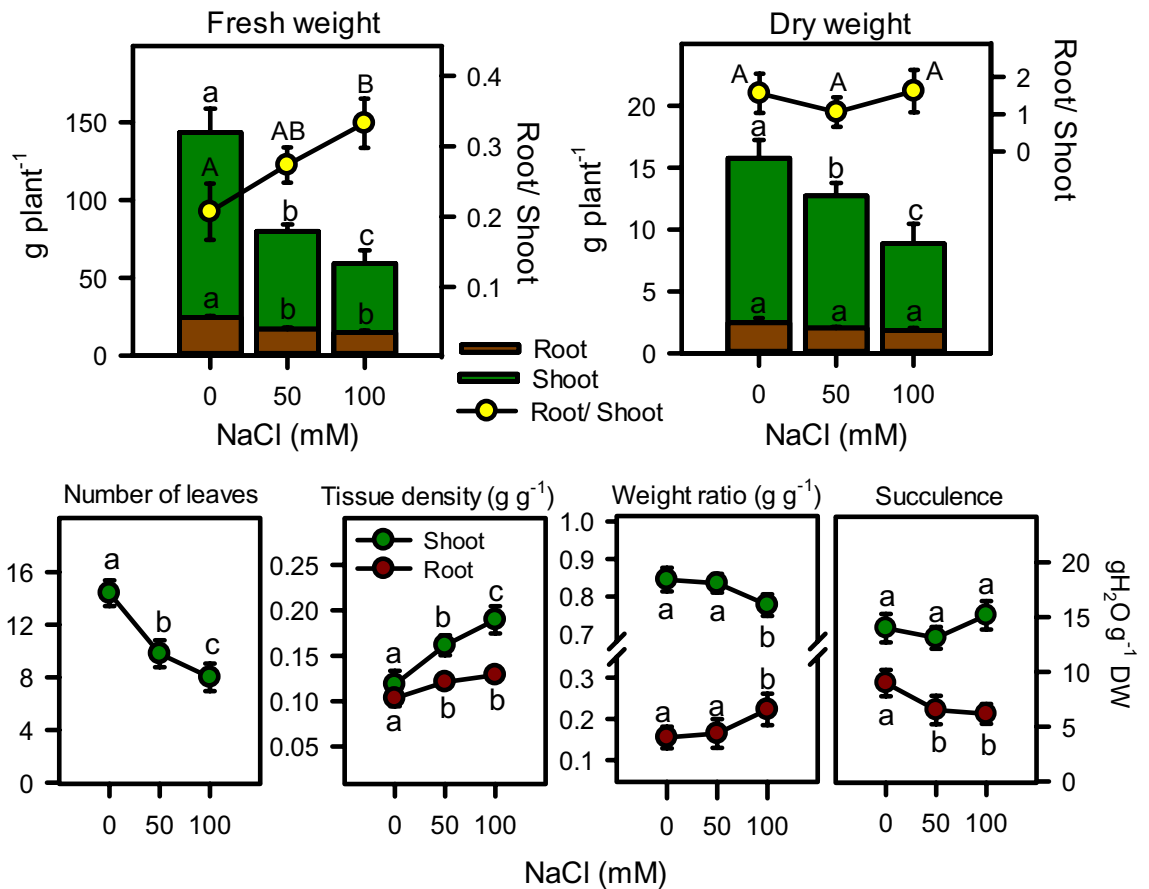 Fresh weight
Dry weight
g plant⁻¹
150
100
50
0
a
A
a
AB
b
b
B
c
b
0.4
0.3
0.2
0.1
Root/ Shoot
0
50
100
NaCl (mM)
Root
Shoot
Root/ Shoot
g plant⁻¹
20
15
10
5
0
A
a
a
A
b
a
A
c
a
2
1
0
Root/ Shoot
0
50
100
NaCl (mM)
Number of leaves
16
12
8
4
0
a
b
c
0
50
100
Tissue density (g g⁻¹)
Shoot
Root
0.25
0.20
0.15
0.10
0.05
a
b
c
a
b
b
0
50
100
Weight ratio (g g⁻¹)
1.0
0.9
0.8
0.7
0.3
0.2
0.1
a
a
b
a
a
b
0
50
100
Succulence
a
a
a
a
b
b
20
15
10
5
0
gH₂O g⁻¹ DW
0
50
100
NaCl (mM)